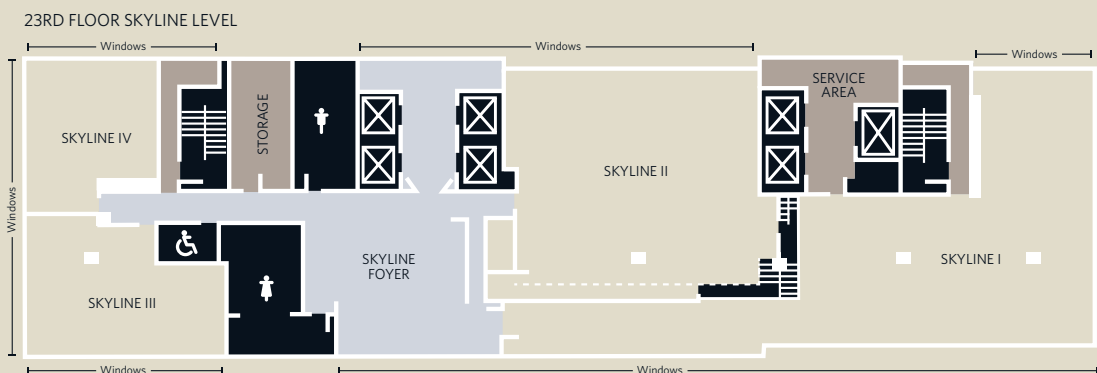 23RD FLOOR SKYLINE LEVEL
Windows
Windows
Windows
SERVICE
AREA
STORAGE
SKYLINE IV
SKYLINE II
Windows
SKYLINE
FOYER
SKYLINE I
SKYLINE III
Windows
Windows